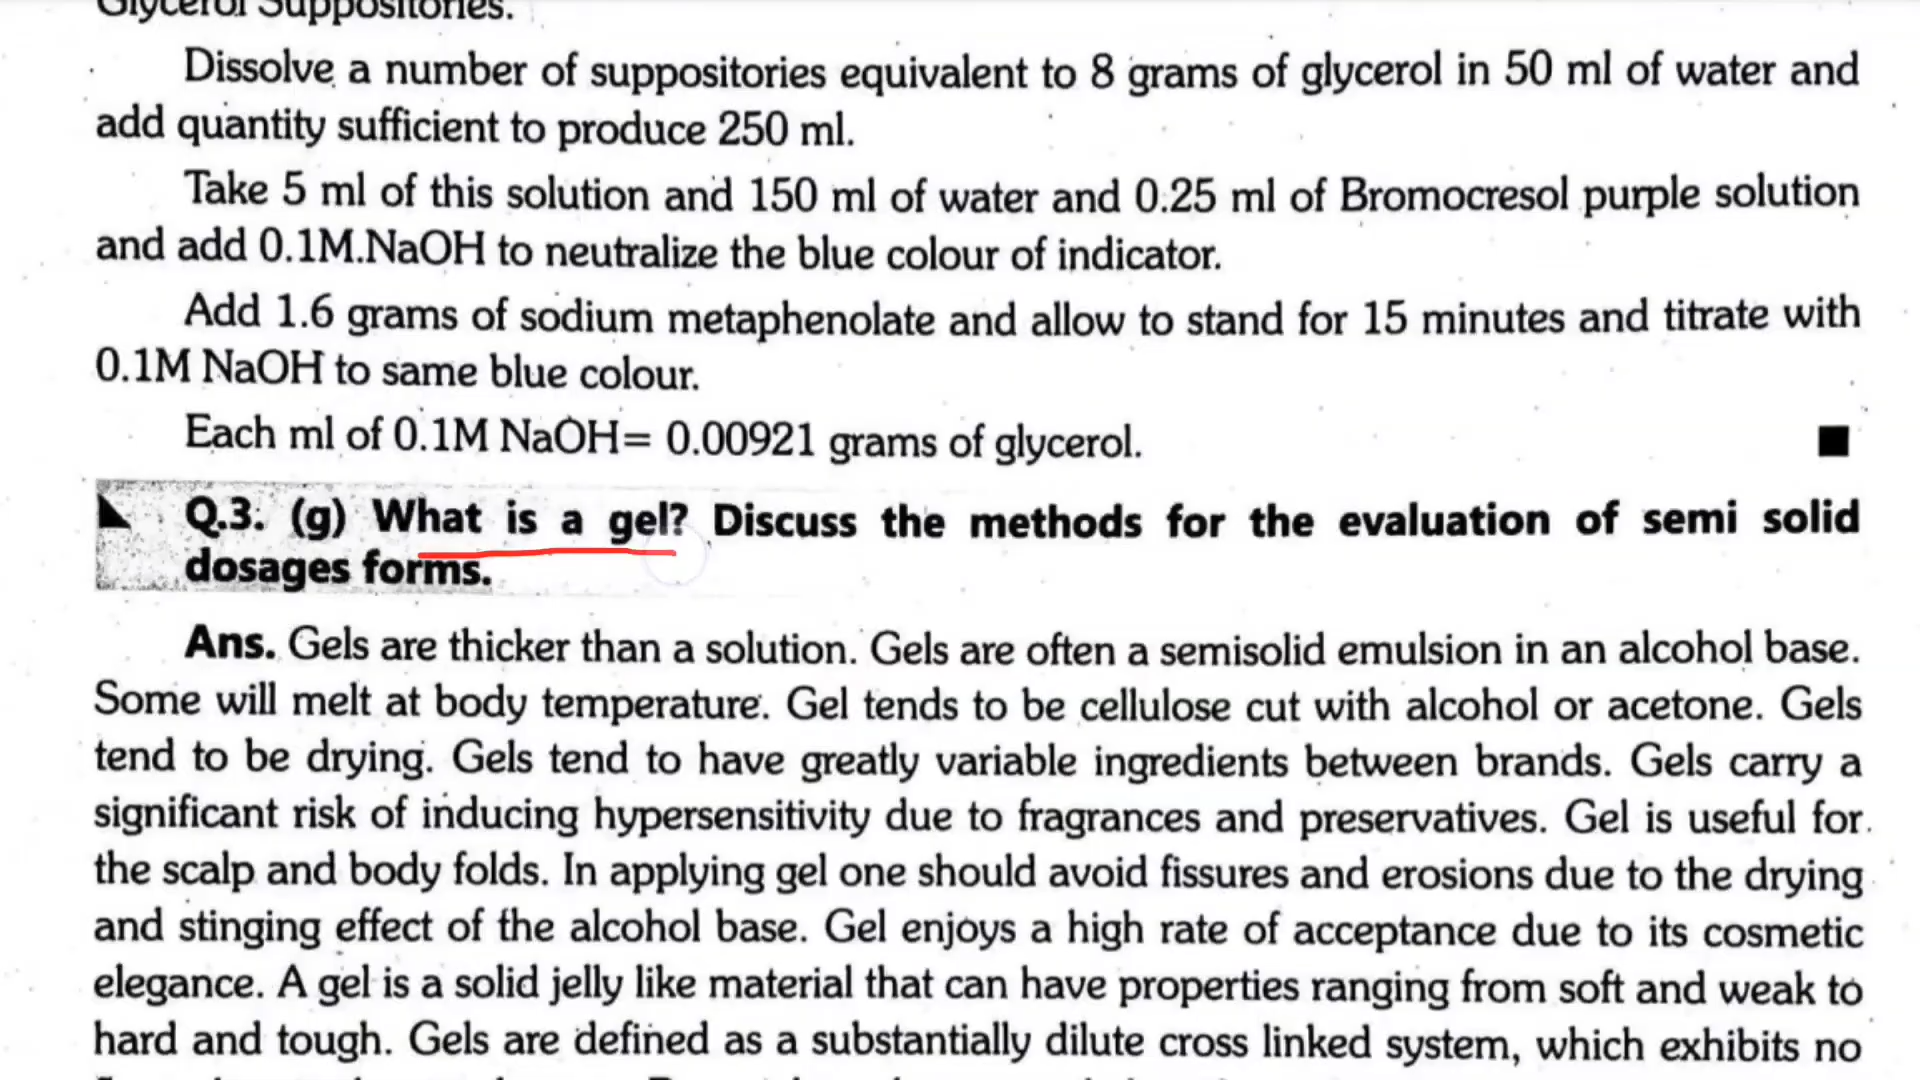 Glycerol Suppositories.
Dissolve a number of suppositories equivalent to 8 grams of glycerol in 50 ml of water and
add quantity sufficient to produce 250 ml.
Take 5 ml of this solution and 150 ml of water and 0.25 ml of Bromocresol purple solution
and add 0.1M.NaOH to neutralize the blue colour of indicator.
Add 1.6 grams of sodium metaphenolate and allow to stand for 15 minutes and titrate with
0.1M NaOH to same blue colour.
Each ml of 0.1M NaOH= 0.00921 grams of glycerol.
Q.3. (g) What is a gel? Discuss the methods for the evaluation of semi solid
dosages forms.
Ans. Gels are thicker than a solution. Gels are often a semisolid emulsion in an alcohol base.
Some will melt at body temperature. Gel tends to be cellulose cut with alcohol or acetone. Gels
tend to be drying. Gels tend to have greatly variable ingredients between brands. Gels carry a
significant risk of inducing hypersensitivity due to fragrances and preservatives. Gel is useful for
the scalp and body folds. In applying gel one should avoid fissures and erosions due to the drying
and stinging effect of the alcohol base. Gel enjoys a high rate of acceptance due to its cosmetic
elegance. A gel is a solid jelly like material that can have properties ranging from soft and weak to
hard and tough. Gels are defined as a substantially dilute cross linked system, which exhibits no